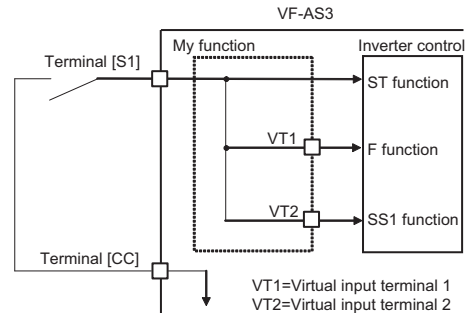 VF-AS3
My function
Inverter control
Terminal [S1]
ST function
VT1
F function
VT2
SS1 function
Terminal [CC]
VT1=Virtual input terminal 1
VT2=Virtual input terminal 2